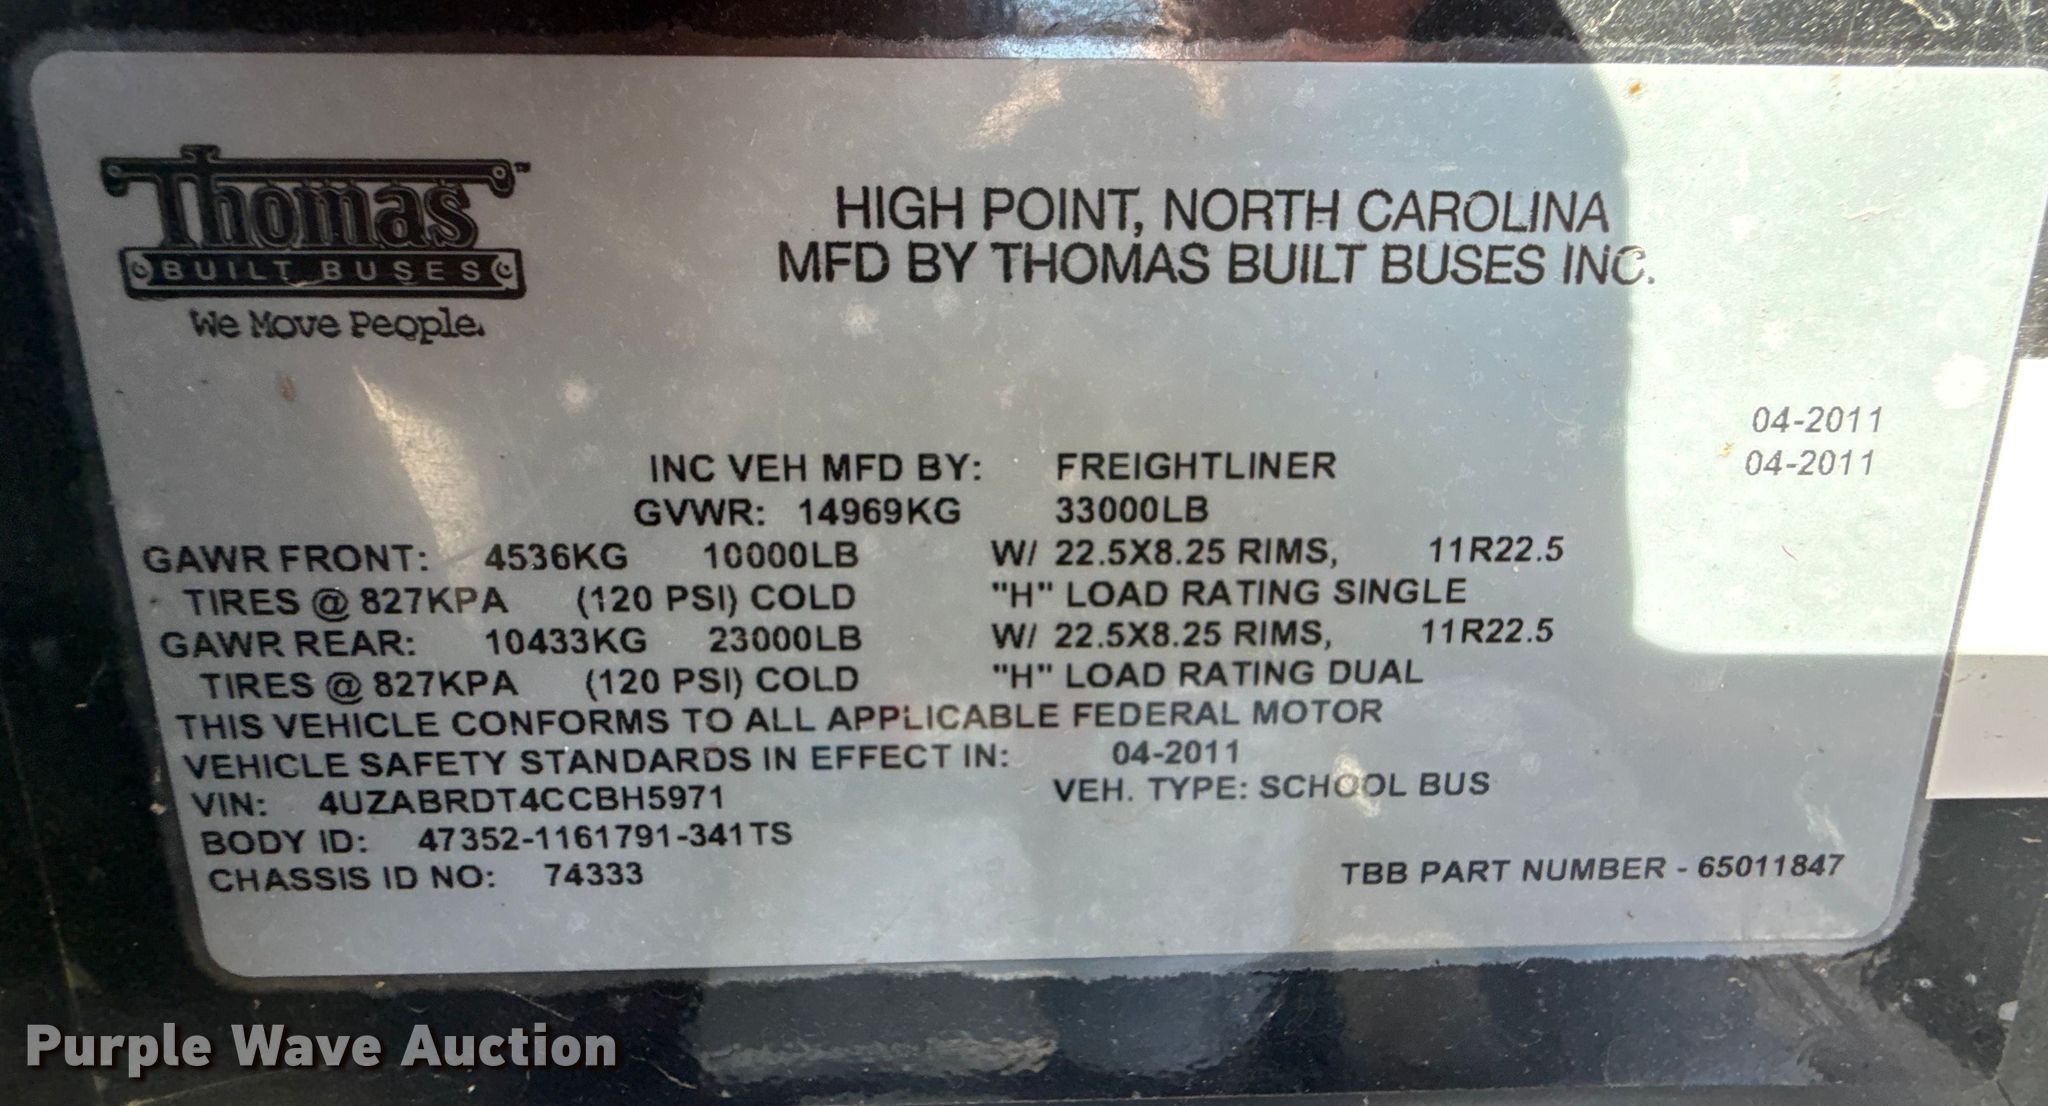 Thomas™
BUILT BUSES
We Move People.
HIGH POINT, NORTH CAROLINA
MFD BY THOMAS BUILT BUSES INC.
04-2011
INC VEH MFD BY: FREIGHTLINER 04-2011
GVWR: 14969KG 33000LB
GAWR FRONT: 4536KG 10000LB W/ 22.5X8.25 RIMS, 11R22.5
TIRES @ 827KPA (120 PSI) COLD "H" LOAD RATING SINGLE
GAWR REAR: 10433KG 23000LB W/ 22.5X8.25 RIMS, 11R22.5
TIRES @ 827KPA (120 PSI) COLD "H" LOAD RATING DUAL
THIS VEHICLE CONFORMS TO ALL APPLICABLE FEDERAL MOTOR
VEHICLE SAFETY STANDARDS IN EFFECT IN: 04-2011
VIN: 4UZABRDT4CCBH5971 VEH. TYPE: SCHOOL BUS
BODY ID: 47352-1161791-341TS
CHASSIS ID NO: 74333 TBB PART NUMBER - 65011847
Purple Wave Auction